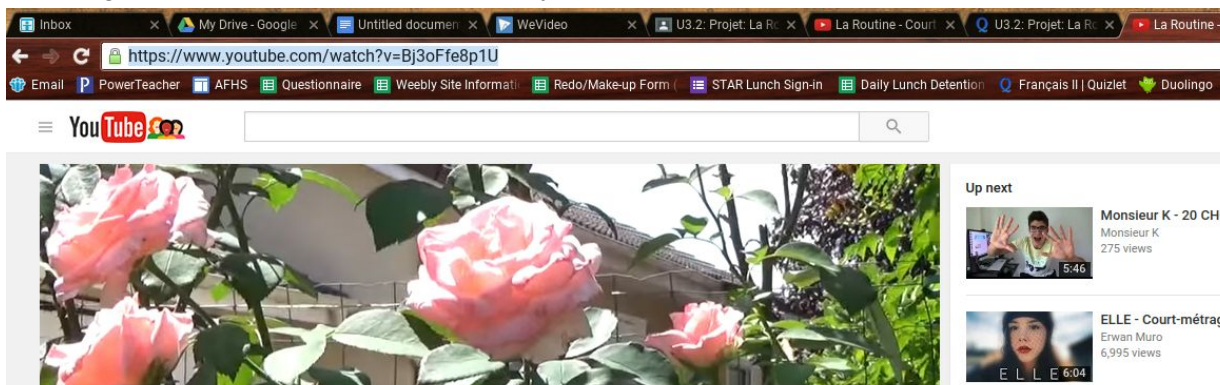 Inbox My Drive - Google Untitled documen WeVideo U3.2: Projet: La Ro La Routine - Court U3.2: Projet: La Ro La Routine -
https://www.youtube.com/watch?v=Bj3oFfe8p1U
Email PowerTeacher AFHS Questionnaire Weebly Site Informati Redo/Make-up Form ( STAR Lunch Sign-in Daily Lunch Detention Français II | Quizlet Duolingo
YouTube
Up next
Monsieur K - 20 CH
Monsieur K
275 views
5:46
ELLE - Court-métrag
Erwan Muro
6,995 views
ELLE 6:04